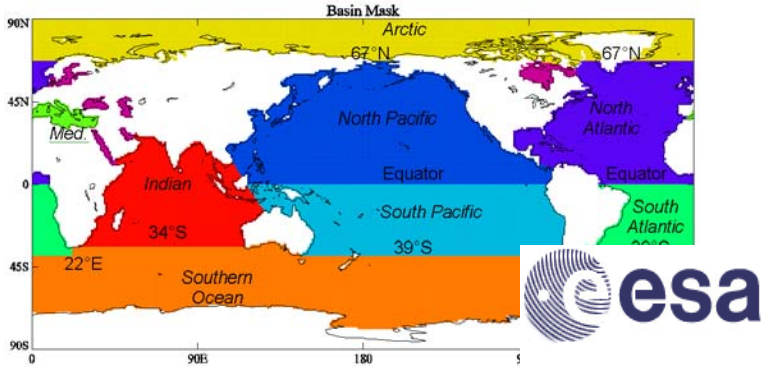 Basin Mask
90N
Arctic
67°N
67°N
45N
North Pacific
North
Atlantic
Med.
Indian
Equator
Equator
0
South Pacific
South
Atlantic
34°S
39°S
22°E
45S
Southern
Ocean
esa
90S
0
90E
180